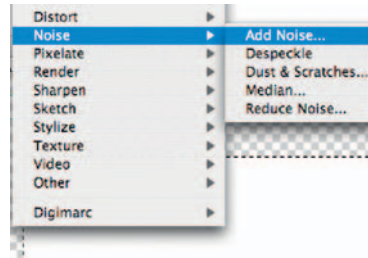 Distort
Noise
Pixelate
Render
Sharpen
Sketch
Stylize
Texture
Video
Other
Digimarc
Add Noise...
Despeckle
Dust & Scratches...
Median...
Reduce Noise...